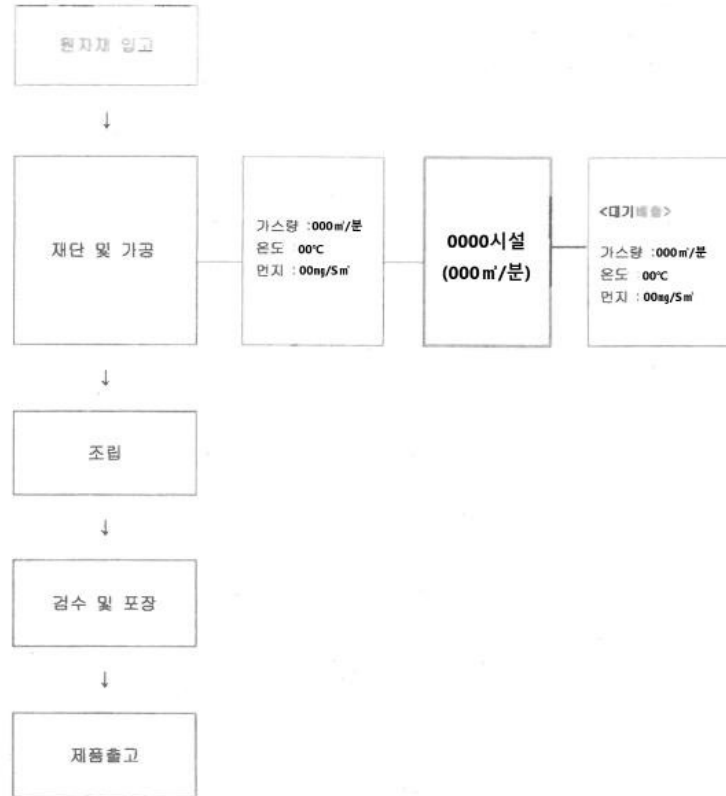 원자재 입고
↓
재단 및 가공
가스량 :000㎥/분
온도 00℃
먼지 : 00mg/S㎥
0000시설
(000㎥/분)
<대기배출>
가스량 :000㎥/분
온도 00℃
먼지 : 00mg/S㎥
↓
조립
↓
검수 및 포장
↓
제품출고